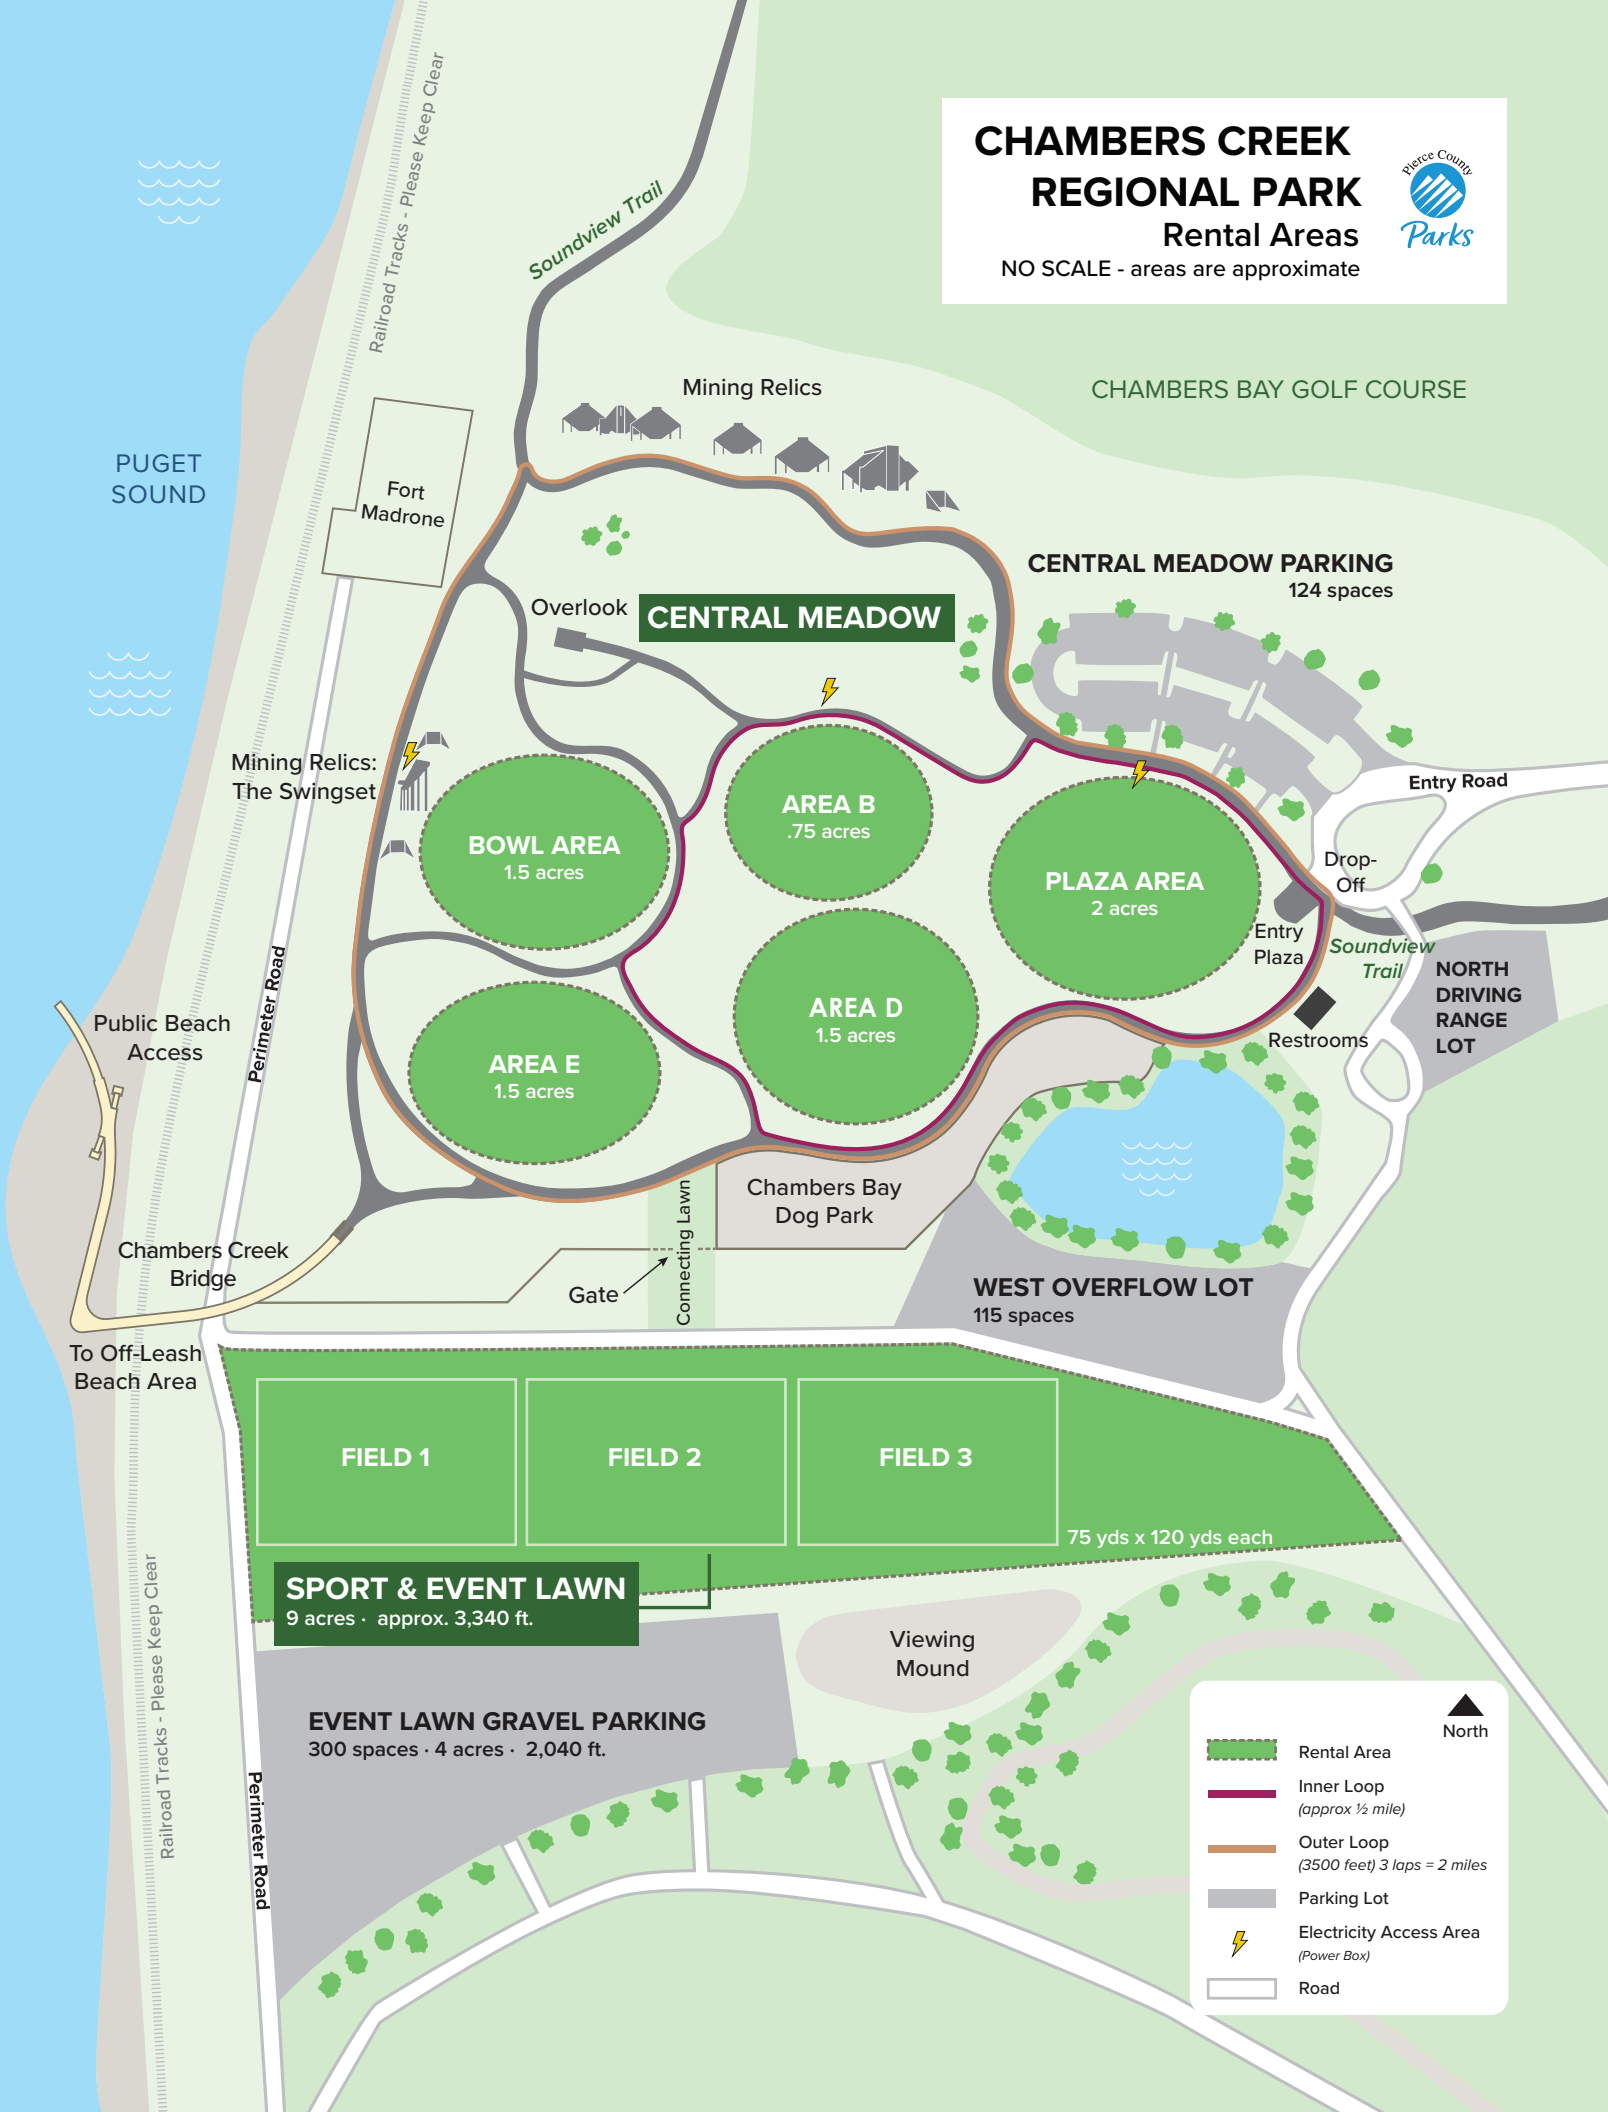 CHAMBERS CREEK
REGIONAL PARK
Rental Areas
NO SCALE - areas are approximate
Pierce County
Parks
Railroad Tracks - Please Keep Clear
Soundview Trail
Mining Relics
CHAMBERS BAY GOLF COURSE
PUGET
SOUND
Fort
Madrone
CENTRAL MEADOW PARKING
124 spaces
Overlook
CENTRAL MEADOW
Mining Relics:
The Swingset
Entry Road
AREA B
.75 acres
BOWL AREA
1.5 acres
PLAZA AREA
2 acres
Drop-
Off
Entry
Plaza
Soundview
Trail
NORTH
DRIVING
RANGE
LOT
Perimeter Road
AREA D
1.5 acres
Public Beach
Access
Restrooms
AREA E
1.5 acres
Chambers Bay
Dog Park
Connecting Lawn
Chambers Creek
Bridge
Gate
WEST OVERFLOW LOT
115 spaces
To Off-Leash
Beach Area
FIELD 1
FIELD 2
FIELD 3
75 yds x 120 yds each
SPORT & EVENT LAWN
9 acres · approx. 3,340 ft.
Railroad Tracks - Please Keep Clear
Viewing
Mound
EVENT LAWN GRAVEL PARKING
300 spaces · 4 acres · 2,040 ft.
Perimeter Road
North
Rental Area
Inner Loop
(approx ½ mile)
Outer Loop
(3500 feet) 3 laps = 2 miles
Parking Lot
Electricity Access Area
(Power Box)
Road